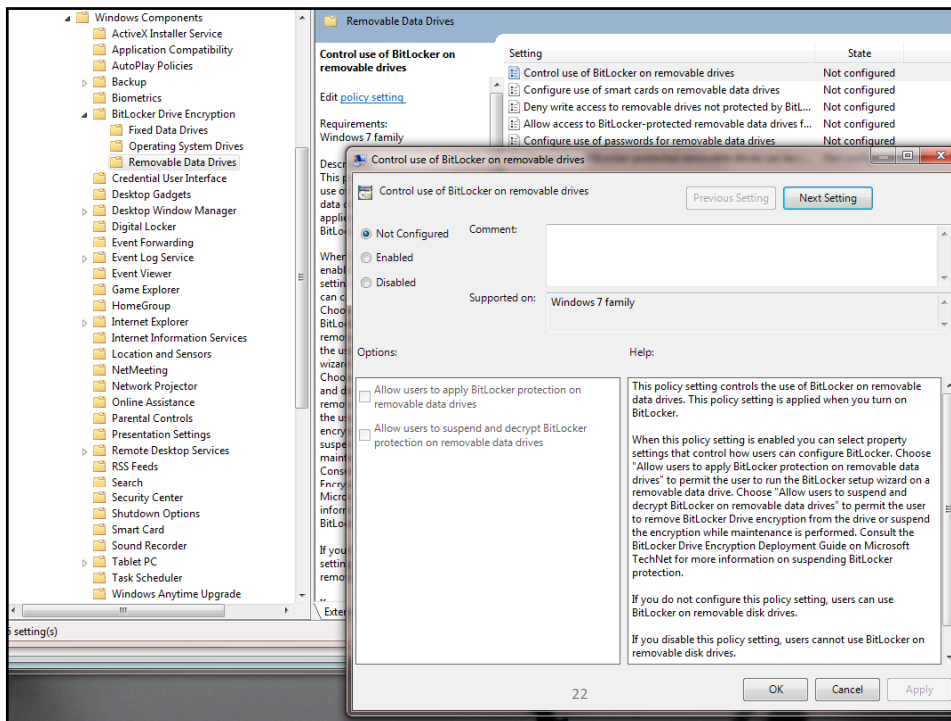 Windows Components
ActiveX Installer Service
Application Compatibility
AutoPlay Policies
Backup
Biometrics
BitLocker Drive Encryption
Fixed Data Drives
Operating System Drives
Removable Data Drives
Credential User Interface
Desktop Gadgets
Desktop Window Manager
Digital Locker
Event Forwarding
Event Log Service
Event Viewer
Game Explorer
HomeGroup
Internet Explorer
Internet Information Services
Location and Sensors
NetMeeting
Network Projector
Online Assistance
Parental Controls
Presentation Settings
Remote Desktop Services
RSS Feeds
Search
Security Center
Shutdown Options
Smart Card
Sound Recorder
Tablet PC
Task Scheduler
Windows Anytime Upgrade
setting(s)
Removable Data Drives
Control use of BitLocker on
removable drives
Edit policy setting
Requirements:
Windows 7 family
Setting State
Control use of BitLocker on removable drives Not configured
Configure use of smart cards on removable data drives Not configured
Deny write access to removable drives not protected by BitL... Not configured
Allow access to BitLocker-protected removable data drives f... Not configured
Configure use of passwords for removable data drives Not configured
Control use of BitLocker on removable drives
Control use of BitLocker on removable drives
Previous Setting Next Setting
Not Configured
Enabled
Disabled
Comment:
Supported on: Windows 7 family
Options:
Allow users to apply BitLocker protection on
removable data drives
Allow users to suspend and decrypt BitLocker
protection on removable data drives
Help:
This policy setting controls the use of BitLocker on removable
data drives. This policy setting is applied when you turn on
BitLocker.
When this policy setting is enabled you can select property
settings that control how users can configure BitLocker. Choose
"Allow users to apply BitLocker protection on removable data
drives" to permit the user to run the BitLocker setup wizard on a
removable data drive. Choose "Allow users to suspend and
decrypt BitLocker on removable data drives" to permit the user
to remove BitLocker Drive encryption from the drive or suspend
the encryption while maintenance is performed. Consult the
BitLocker Drive Encryption Deployment Guide on Microsoft
TechNet for more information on suspending BitLocker
protection.
If you do not configure this policy setting, users can use
BitLocker on removable disk drives.
If you disable this policy setting, users cannot use BitLocker on
removable disk drives.
22
OK Cancel Apply